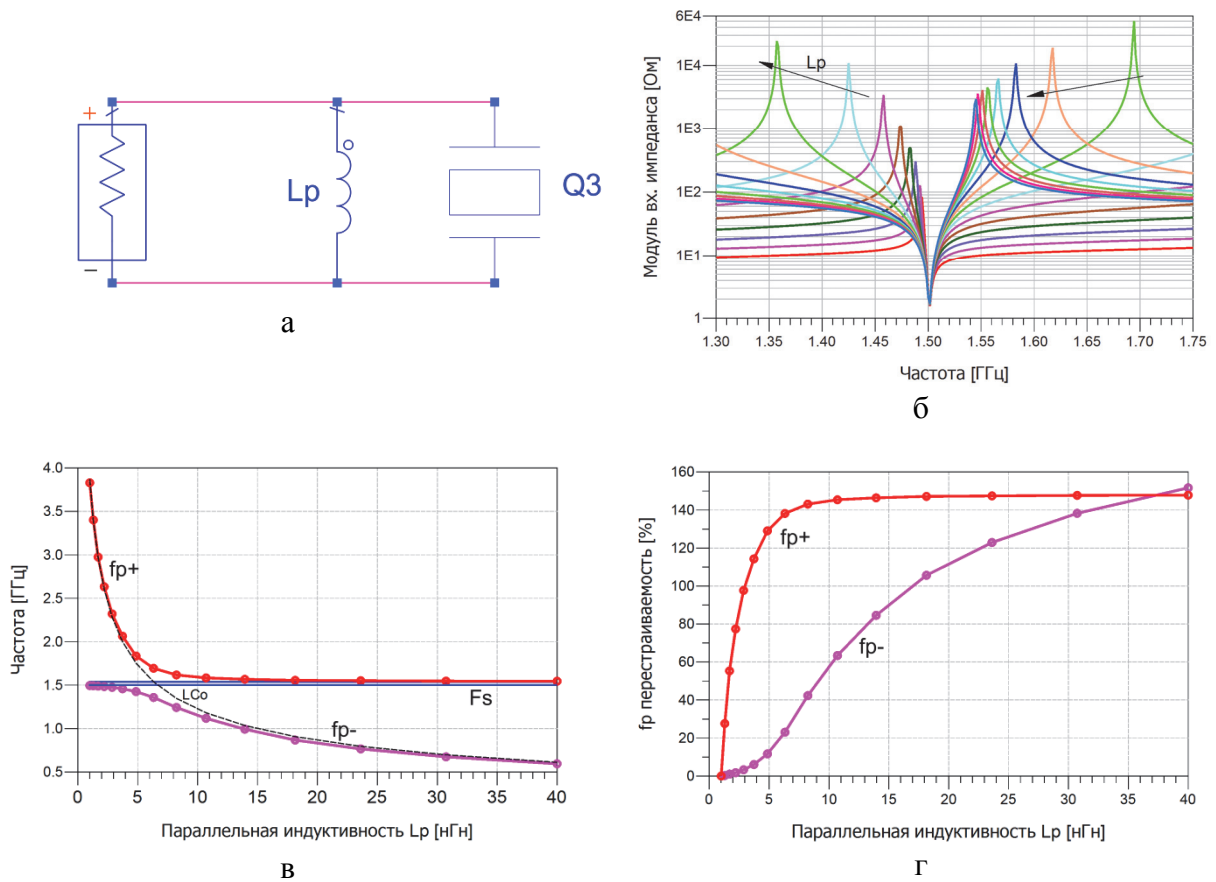 +
Lp
Q3
−
а
6E4
1E4
1E3
1E2
1E1
1
Lp
Модуль вх. импеданса [Ом]
1.30 1.35 1.40 1.45 1.50 1.55 1.60 1.65 1.70 1.75
Частота [ГГц]
б
4.0
3.5
3.0
2.5
2.0
1.5
1.0
0.5
Частота [ГГц]
fp+
LCo
Fs
fp-
0 5 10 15 20 25 30 35 40
Параллельная индуктивность Lp [нГн]
в
160
140
120
100
80
60
40
20
0
fp перестраиваемость [%]
fp+
fp-
0 5 10 15 20 25 30 35 40
Параллельная индуктивность Lp [нГн]
г